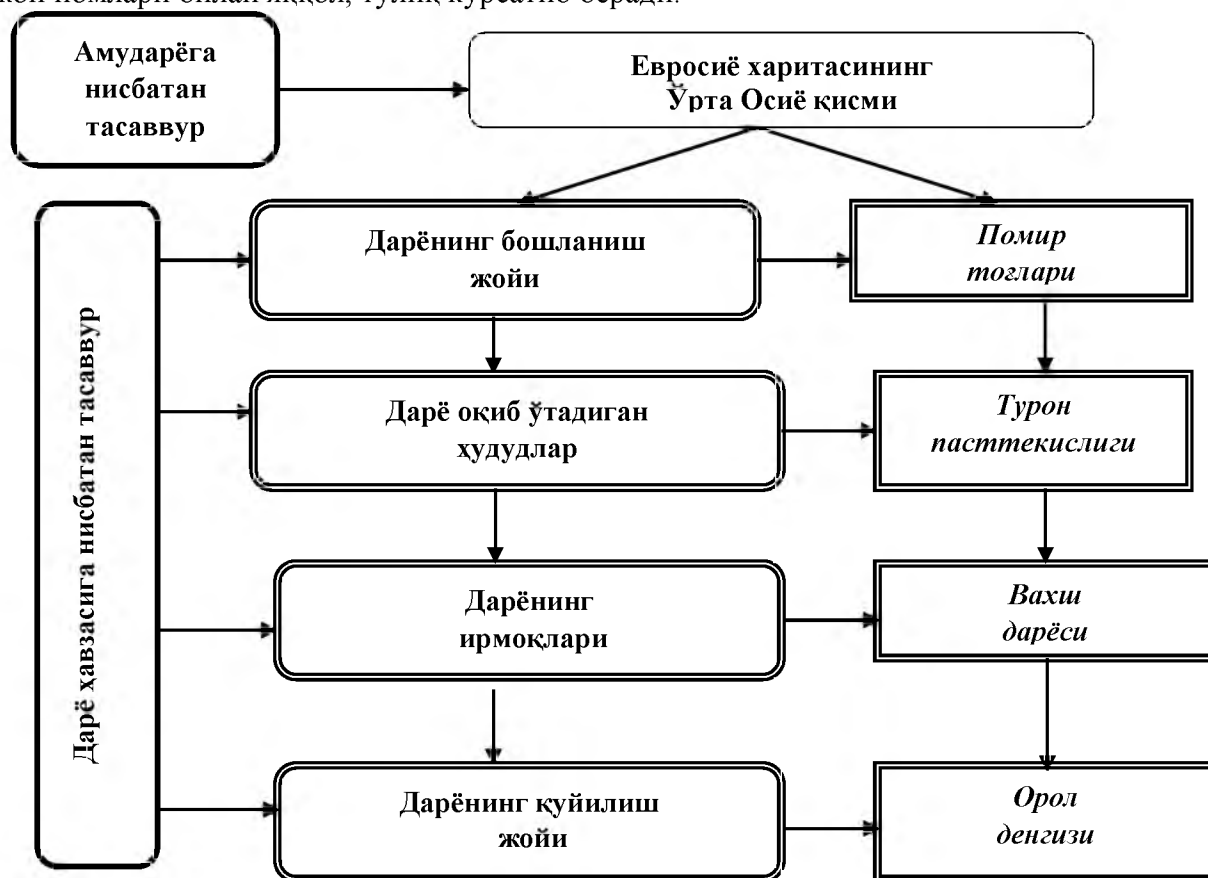 Амударёга
нисбатан
тасаввур
Евросиё харитасининг
Ўрта Осиё қисми
Дарё ҳавзасига нисбатан тасаввур
Дарёнинг бошланиш
жойи
Помир
тоғлари
Дарё оқиб ўтадиган
ҳудудлар
Турон
пасттекислиги
Дарёнинг
ирмоқлари
Вахш
дарёси
Дарёнинг қуйилиш
жойи
Орол
денгизи